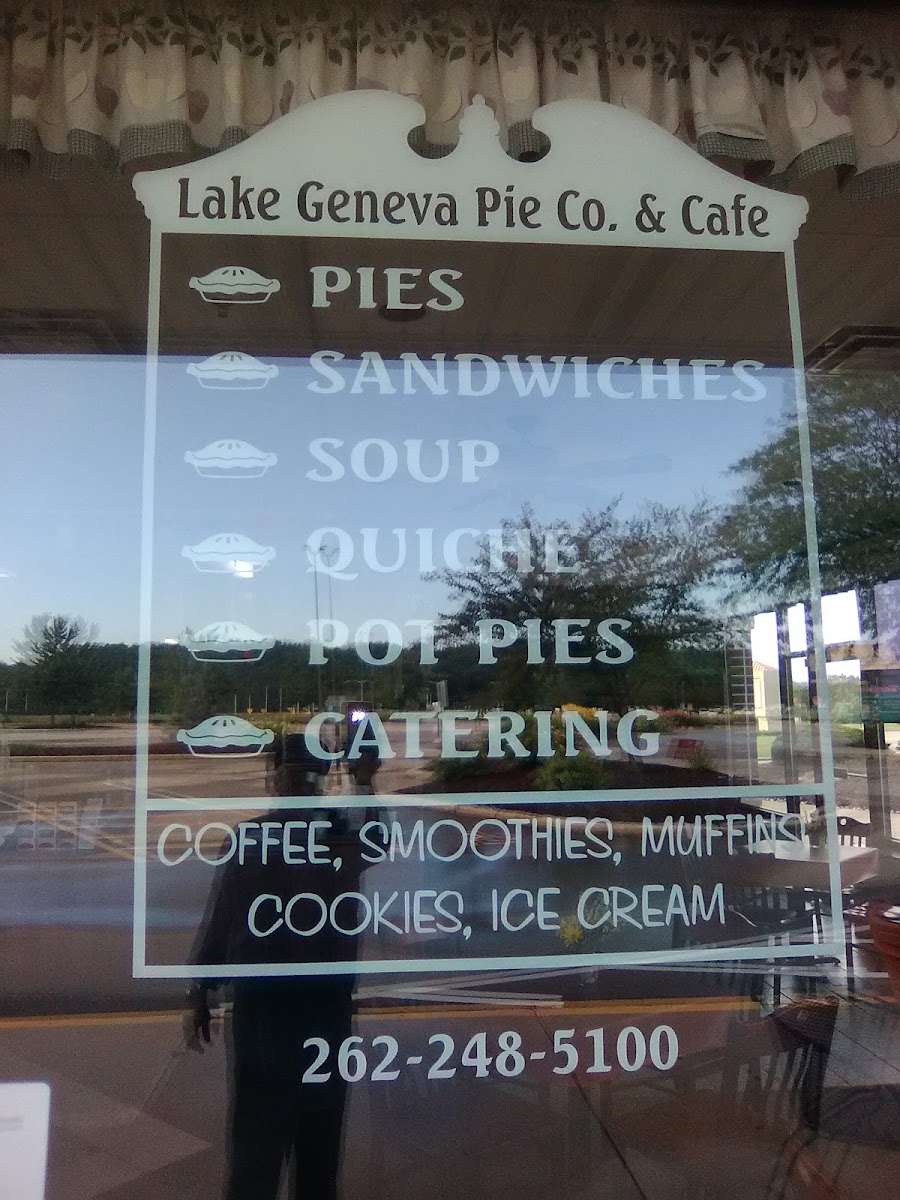 Lake Geneva Pie Co. & Cafe
PIES
SANDWICHES
SOUP
QUICHE
POT PIES
CATERING
COFFEE, SMOOTHIES, MUFFINS
COOKIES, ICE CREAM
262-248-5100